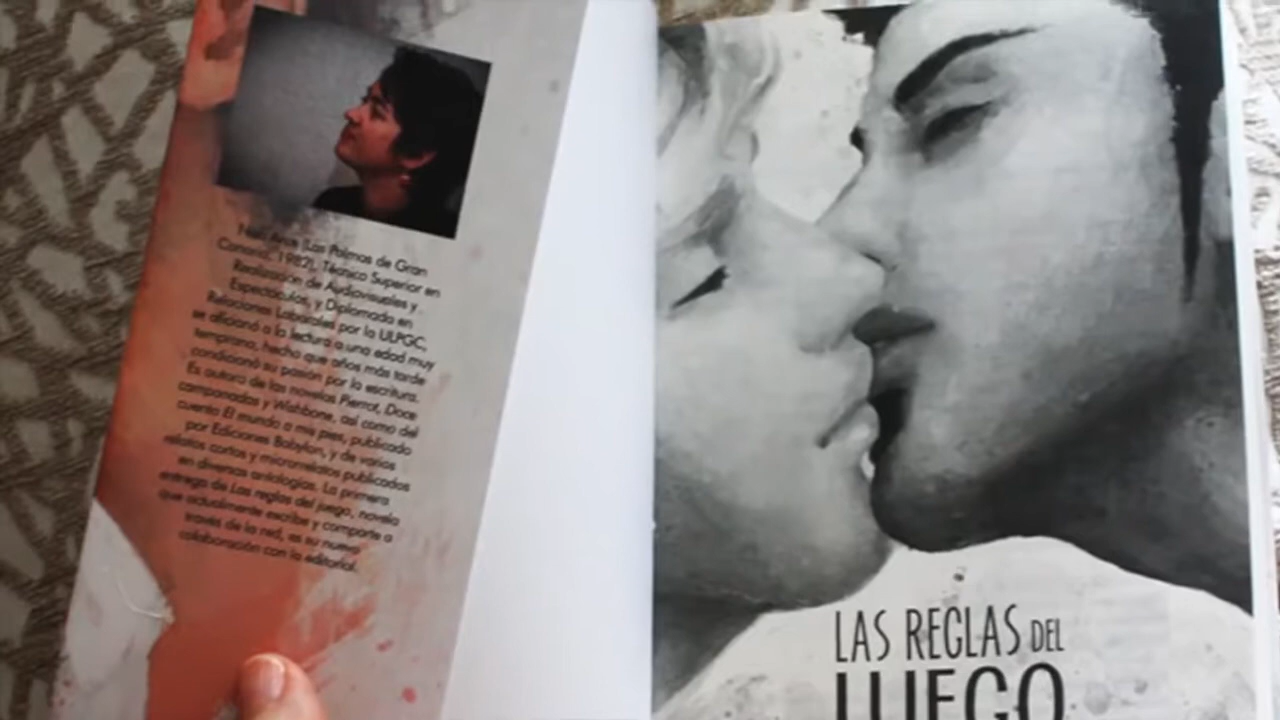 Arce (Las Palmas de Gran
Canaria, 1982), Técnico Superior en
Realización de Audiovisuales y
Espectáculos, y Diplomada en
Relaciones Laborales por la ULPGC,
se aficionó a la lectura a una edad muy
temprana, hecho que años más tarde
condicionó su pasión por la escritura.
Es autora de las novelas Pierrot, Doce
campanadas y Wishbone, así como del
cuento El mundo a mis pies, publicado
por Ediciones Babylon, y de varios
relatos cortos y microrrelatos publicados
en diversas antologías. La primera
entrega de Las reglas del juego, novela
que actualmente escribe y comparte a
través de la red, es su nueva
colaboración con la editorial.
LAS REGLAS DEL
JUEGO